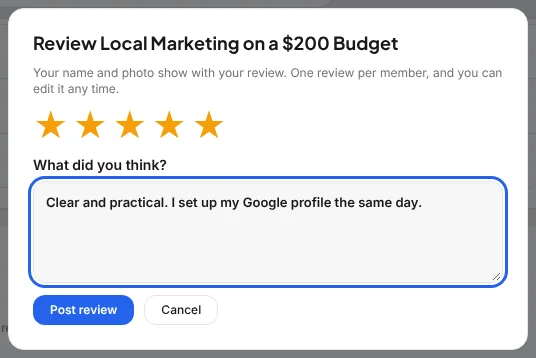 Review Local Marketing on a $200 Budget
Your name and photo show with your review. One review per member, and you can
edit it any time.
What did you think?
Clear and practical. I set up my Google profile the same day.
Post review
Cancel